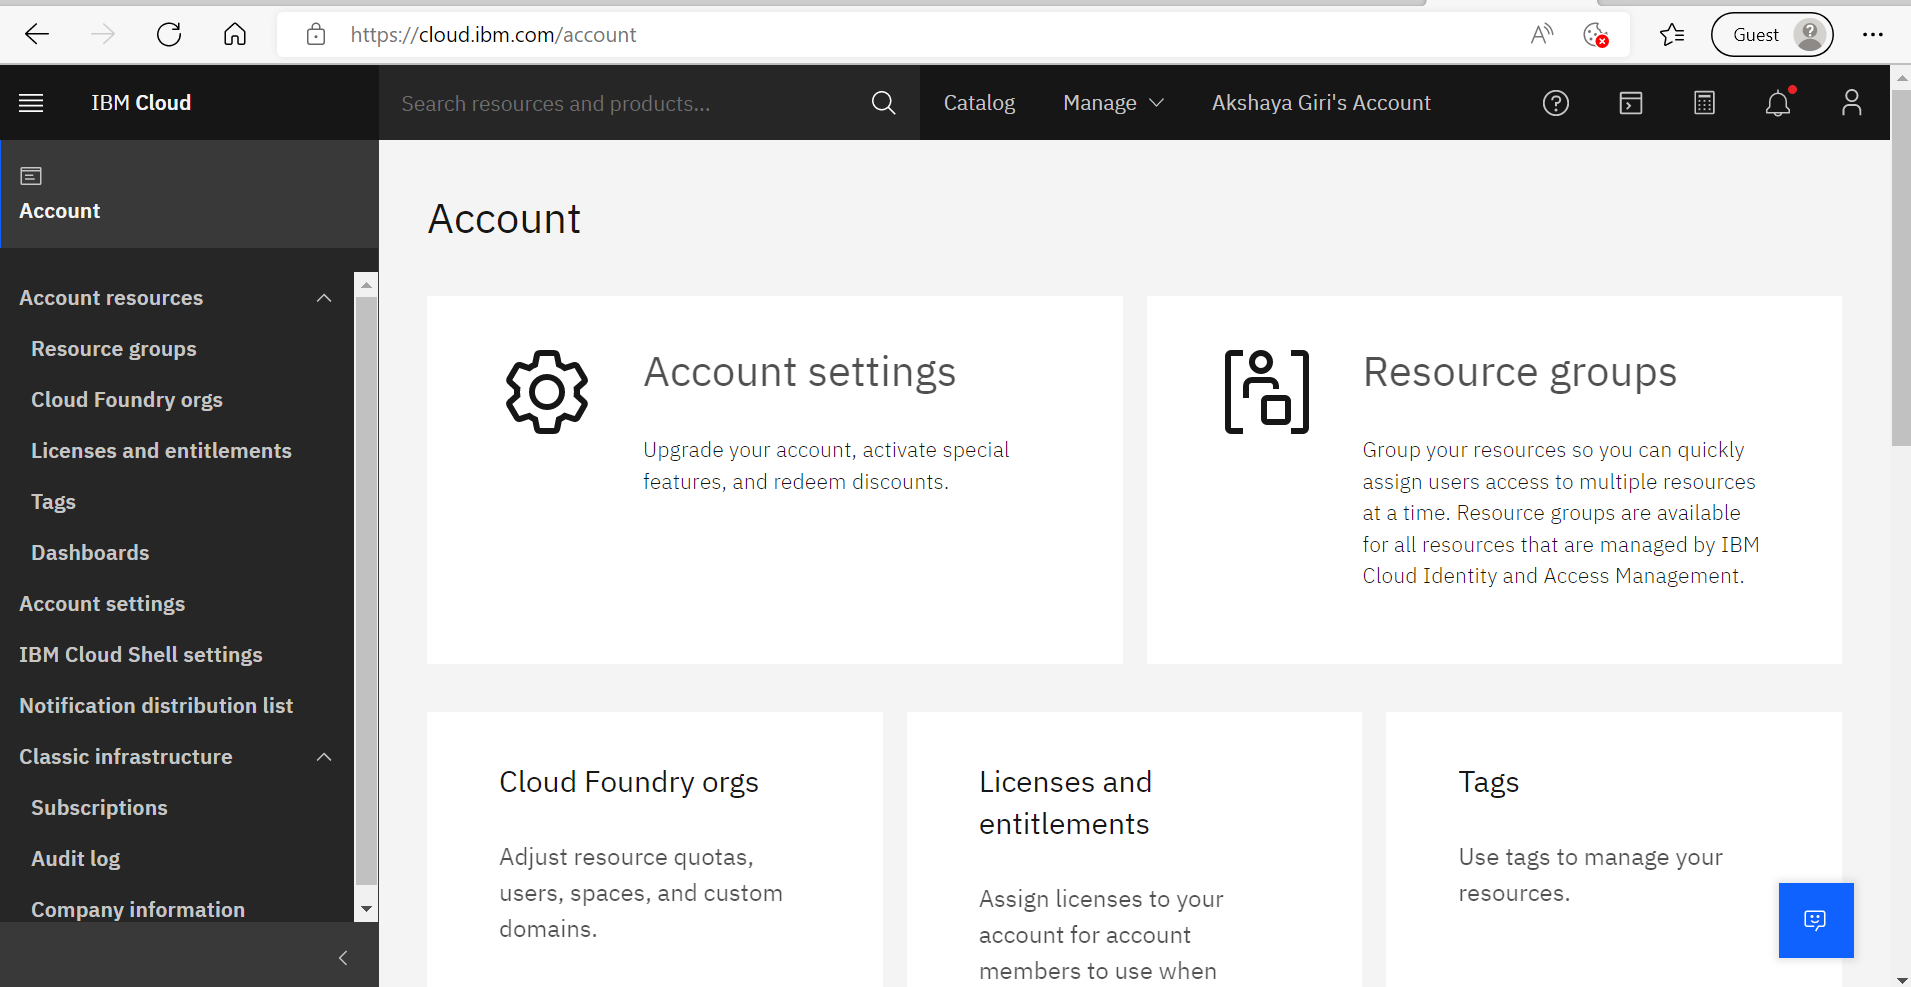 https://cloud.ibm.com/account
Guest
IBM Cloud
Search resources and products...
Catalog
Manage
Akshaya Giri's Account
Account
Account resources
Resource groups
Cloud Foundry orgs
Licenses and entitlements
Tags
Dashboards
Account settings
IBM Cloud Shell settings
Notification distribution list
Classic infrastructure
Subscriptions
Audit log
Company information
Account
Account settings
Upgrade your account, activate special
features, and redeem discounts.
Resource groups
Group your resources so you can quickly
assign users access to multiple resources
at a time. Resource groups are available
for all resources that are managed by IBM
Cloud Identity and Access Management.
Cloud Foundry orgs
Adjust resource quotas,
users, spaces, and custom
domains.
Licenses and
entitlements
Assign licenses to your
account for account
members to use when
Tags
Use tags to manage your
resources.